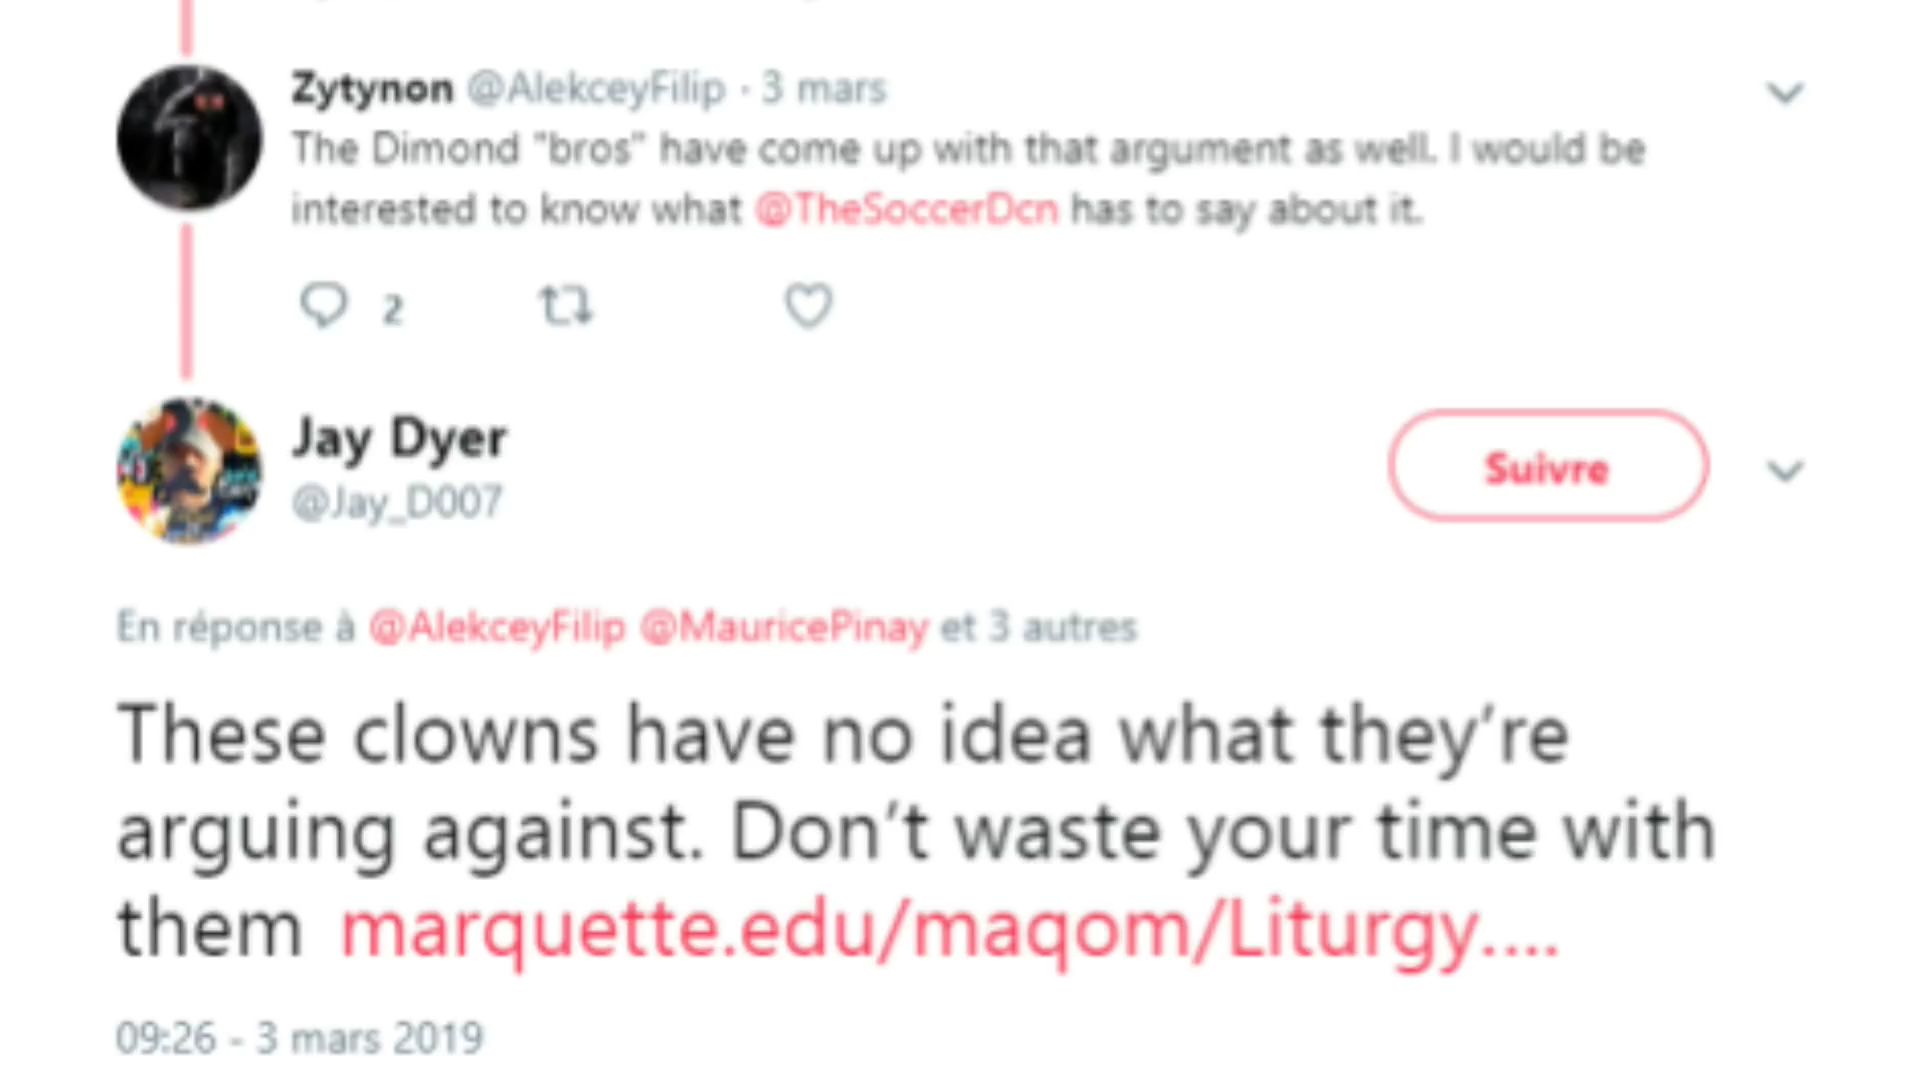 Zytynon @AlekceyFilip · 3 mars
The Dimond "bros" have come up with that argument as well. I would be
interested to know what @TheSoccerDcn has to say about it.
2
Jay Dyer
Suivre
@Jay_D007
En réponse à @AlekceyFilip @MauricePinay et 3 autres
These clowns have no idea what they’re
arguing against. Don’t waste your time with
them marquette.edu/maqom/Liturgy....
09:26 - 3 mars 2019